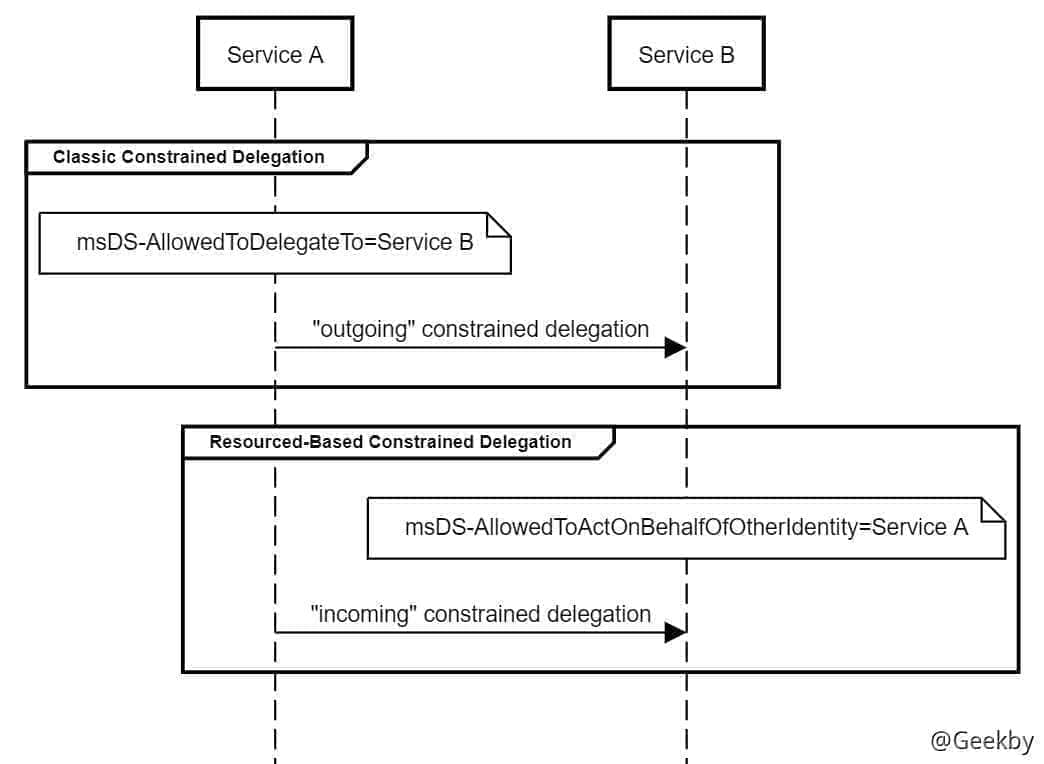 Service A
Service B
Classic Constrained Delegation
msDS-AllowedToDelegateTo=Service B
"outgoing" constrained delegation
Resourced-Based Constrained Delegation
msDS-AllowedToActOnBehalfOfOtherIdentity=Service A
"incoming" constrained delegation
@Geekby